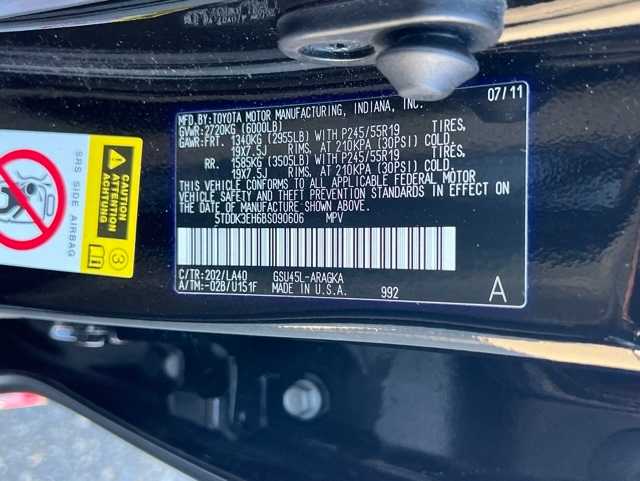 07/11
MFD.BY:TOYOTA MOTOR MANUFACTURING, INDIANA, INC.
GVWR:2720KG (6000LB)
GAWR:FRT. 1340KG (2955LB) WITH P245/55R19 TIRES,
19X7.5J RIMS, AT 210KPA (30PSI) COLD.
RR. 1585KG (3505LB) WITH P245/55R19 TIRES,
19X7.5J RIMS, AT 210KPA (30PSI) COLD.
THIS VEHICLE CONFORMS TO ALL APPLICABLE FEDERAL MOTOR
VEHICLE SAFETY AND THEFT PREVENTION STANDARDS IN EFFECT ON
THE DATE OF MANUFACTURE SHOWN ABOVE.
5TDDK3EH6BS090606 MPV
C/TR:202/LA40 GSU45L-ARAGKA
A/TM:-02B/U151F MADE IN U.S.A. 992 A
SRS SIDE AIRBAG
CAUTION
ATTENTION
ACHTUNG
3